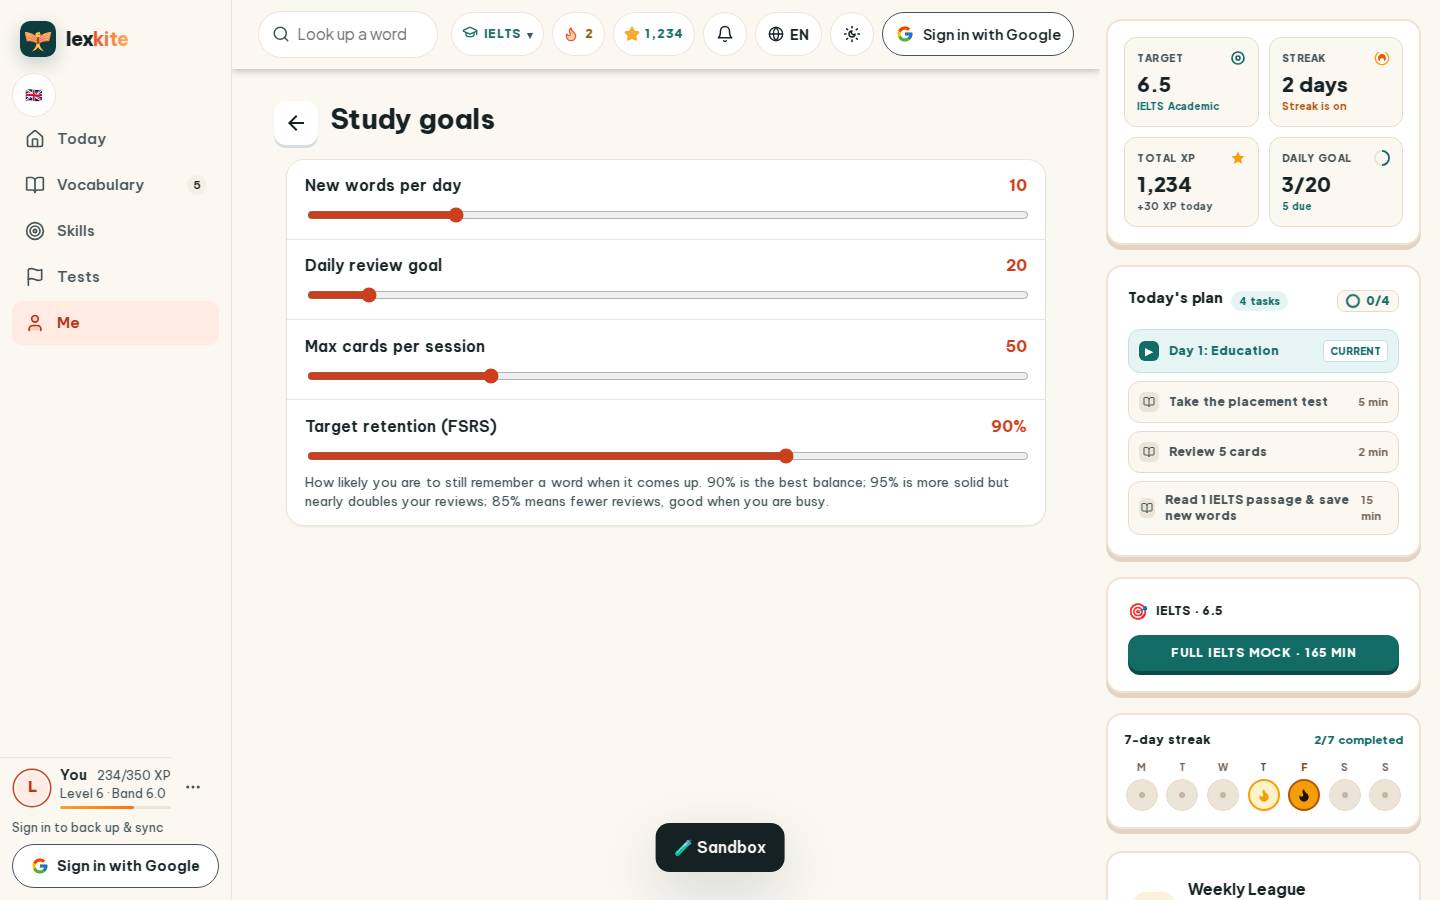 lexkite
Today
Vocabulary 5
Skills
Tests
Me
L
You 234/350 XP
Level 6 · Band 6.0
Sign in to back up & sync
Sign in with Google
Look up a word
IELTS ▾
2
1,234
EN
Sign in with Google
Study goals
New words per day 10
Daily review goal 20
Max cards per session 50
Target retention (FSRS) 90%
How likely you are to still remember a word when it comes up. 90% is the best balance; 95% is more solid but
nearly doubles your reviews; 85% means fewer reviews, good when you are busy.
Sandbox
TARGET
6.5
IELTS Academic
STREAK
2 days
Streak is on
TOTAL XP
1,234
+30 XP today
DAILY GOAL
3/20
5 due
Today's plan 4 tasks 0/4
Day 1: Education CURRENT
Take the placement test 5 min
Review 5 cards 2 min
Read 1 IELTS passage & save 15
new words min
IELTS · 6.5
FULL IELTS MOCK · 165 MIN
7-day streak 2/7 completed
M T W T F S S
Weekly League